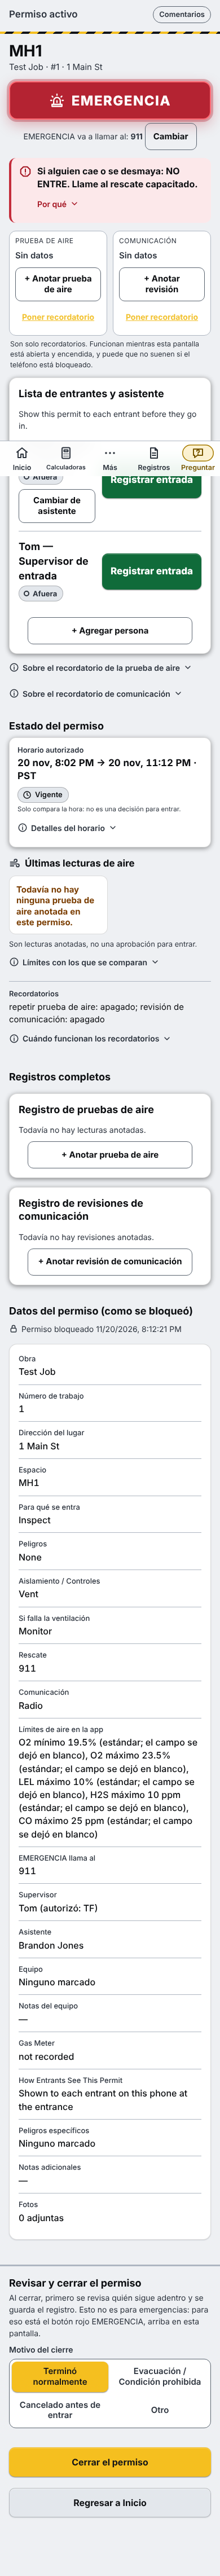 Permiso activo
Comentarios
MH1
Test Job · #1 · 1 Main St
EMERGENCIA
EMERGENCIA va a llamar al: 911
Cambiar
Si alguien cae o se desmaya: NO
ENTRE. Llame al rescate capacitado.
Por qué
PRUEBA DE AIRE
Sin datos
+ Anotar prueba
de aire
Poner recordatorio
COMUNICACIÓN
Sin datos
+ Anotar
revisión
Poner recordatorio
Son solo recordatorios. Funcionan mientras esta pantalla
está abierta y encendida, y puede que no suenen si el
teléfono está bloqueado.
Lista de entrantes y asistente
Show this permit to each entrant before they go
in.
Inicio
Calculadoras
Más
Registros
Preguntar
Afuera
Registrar entrada
Cambiar de
asistente
Tom —
Supervisor de
entrada
Afuera
Registrar entrada
+ Agregar persona
Sobre el recordatorio de la prueba de aire
Sobre el recordatorio de comunicación
Estado del permiso
Horario autorizado
20 nov, 8:02 PM → 20 nov, 11:12 PM ·
PST
Vigente
Solo compara la hora: no es una decisión para entrar.
Detalles del horario
Últimas lecturas de aire
Todavía no hay
ninguna prueba de
aire anotada en
este permiso.
Son lecturas anotadas, no una aprobación para entrar.
Límites con los que se comparan
Recordatorios
repetir prueba de aire: apagado; revisión de
comunicación: apagado
Cuándo funcionan los recordatorios
Registros completos
Registro de pruebas de aire
Todavía no hay lecturas anotadas.
+ Anotar prueba de aire
Registro de revisiones de
comunicación
Todavía no hay revisiones anotadas.
+ Anotar revisión de comunicación
Datos del permiso (como se bloqueó)
Permiso bloqueado 11/20/2026, 8:12:21 PM
Obra
Test Job
Número de trabajo
1
Dirección del lugar
1 Main St
Espacio
MH1
Para qué se entra
Inspect
Peligros
None
Aislamiento / Controles
Vent
Si falla la ventilación
Monitor
Rescate
911
Comunicación
Radio
Límites de aire en la app
O2 mínimo 19.5% (estándar; el campo se
dejó en blanco), O2 máximo 23.5%
(estándar; el campo se dejó en blanco),
LEL máximo 10% (estándar; el campo se
dejó en blanco), H2S máximo 10 ppm
(estándar; el campo se dejó en blanco),
CO máximo 25 ppm (estándar; el campo
se dejó en blanco)
EMERGENCIA llama al
911
Supervisor
Tom (autorizó: TF)
Asistente
Brandon Jones
Equipo
Ninguno marcado
Notas del equipo
—
Gas Meter
not recorded
How Entrants See This Permit
Shown to each entrant on this phone at
the entrance
Peligros específicos
Ninguno marcado
Notas adicionales
—
Fotos
0 adjuntas
Revisar y cerrar el permiso
Al cerrar, primero se revisa quién sigue adentro y se
guarda el registro. Esto no es para emergencias: para
eso está el botón rojo EMERGENCIA, arriba en esta
pantalla.
Motivo del cierre
Terminó
normalmente
Evacuación /
Condición prohibida
Cancelado antes de
entrar
Otro
Cerrar el permiso
Regresar a Inicio